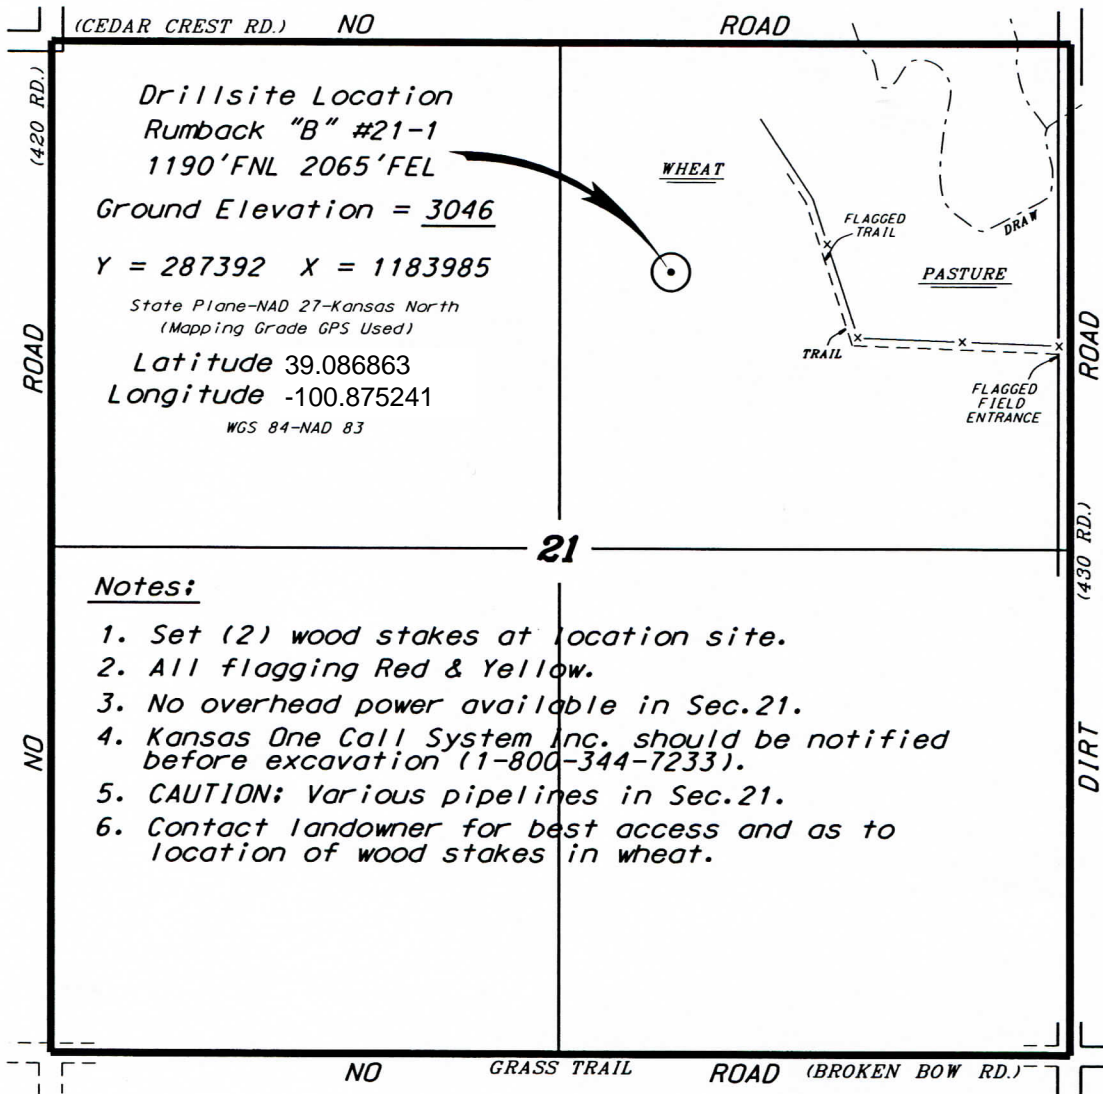 (CEDAR CREST RD.) NO ROAD
(420 RD.)
ROAD
NO
Drillsite Location
Rumback "B" #21-1
1190'FNL 2065'FEL
Ground Elevation = 3046
Y = 287392 X = 1183985
State Plane-NAD 27-Kansas North
(Mapping Grade GPS Used)
Latitude 39.086863
Longitude -100.875241
WGS 84-NAD 83
WHEAT
FLAGGED
TRAIL
DRAW
PASTURE
TRAIL
FLAGGED
FIELD
ENTRANCE
ROAD
(430 RD.)
DIRT
21
Notes:
1. Set (2) wood stakes at location site.
2. All flagging Red & Yellow.
3. No overhead power available in Sec.21.
4. Kansas One Call System Inc. should be notified
before excavation (1-800-344-7233).
5. CAUTION: Various pipelines in Sec.21.
6. Contact landowner for best access and as to
location of wood stakes in wheat.
NO GRASS TRAIL ROAD (BROKEN BOW RD.)